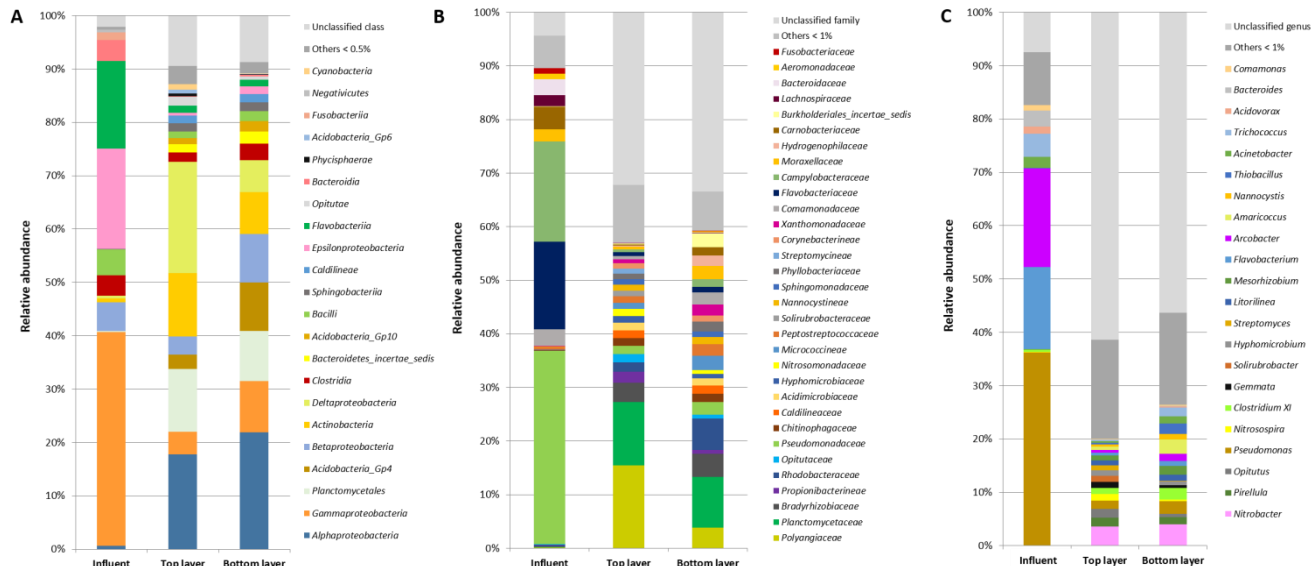 A
Relative abundance
100%
90%
80%
70%
60%
50%
40%
30%
20%
10%
0%
Influent
Top layer
Bottom layer
Unclassified class
Others < 0.5%
Cyanobacteria
Negativicutes
Fusobacteriia
Acidobacteria_Gp6
Phycisphaerae
Bacteroidia
Opitutae
Flavobacteriia
Epsilonproteobacteria
Caldilineae
Sphingobacteriia
Bacilli
Acidobacteria_Gp10
Bacteroidetes_incertae_sedis
Clostridia
Deltaproteobacteria
Actinobacteria
Betaproteobacteria
Acidobacteria_Gp4
Planctomycetales
Gammaproteobacteria
Alphaproteobacteria
B
Relative abundance
100%
90%
80%
70%
60%
50%
40%
30%
20%
10%
0%
Influent
Top layer
Bottom layer
Unclassified family
Others < 1%
Fusobacteriaceae
Aeromonadaceae
Bacteroidaceae
Lachnospiraceae
Burkholderiales_incertae_sedis
Carnobacteriaceae
Hydrogenophilaceae
Moraxellaceae
Campylobacteraceae
Flavobacteriaceae
Comamonadaceae
Xanthomonadaceae
Corynebacterineae
Streptomycineae
Phyllobacteriaceae
Sphingomonadaceae
Nannocystineae
Solirubrobacteraceae
Peptostreptococcaceae
Micrococcineae
Nitrosomonadaceae
Hyphomicrobiaceae
Acidimicrobiaceae
Caldilineaceae
Chitinophagaceae
Pseudomonadaceae
Opitutaceae
Rhodobacteraceae
Propionibacterineae
Bradyrhizobiaceae
Planctomycetaceae
Polyangiaceae
C
Relative abundance
100%
90%
80%
70%
60%
50%
40%
30%
20%
10%
0%
Influent
Top layer
Bottom layer
Unclassified genus
Others < 1%
Comamonas
Bacteroides
Acidovorax
Trichococcus
Acinetobacter
Thiobacillus
Nannocystis
Amaricoccus
Arcobacter
Flavobacterium
Mesorhizobium
Litorilinea
Streptomyces
Hyphomicrobium
Solirubrobacter
Gemmata
Clostridium XI
Nitrosospira
Pseudomonas
Opitutus
Pirellula
Nitrobacter